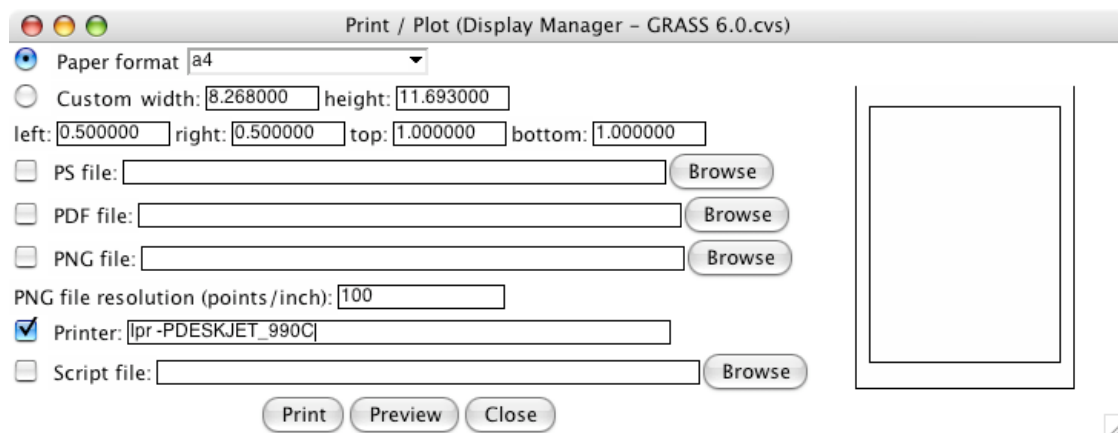 Print / Plot (Display Manager – GRASS 6.0.cvs)
Paper format a4
Custom width: 8.268000 height: 11.693000
left: 0.500000 right: 0.500000 top: 1.000000 bottom: 1.000000
PS file: Browse
PDF file: Browse
PNG file: Browse
PNG file resolution (points/inch): 100
Printer: lpr -PDESKJET_990C
Script file: Browse
Print Preview Close